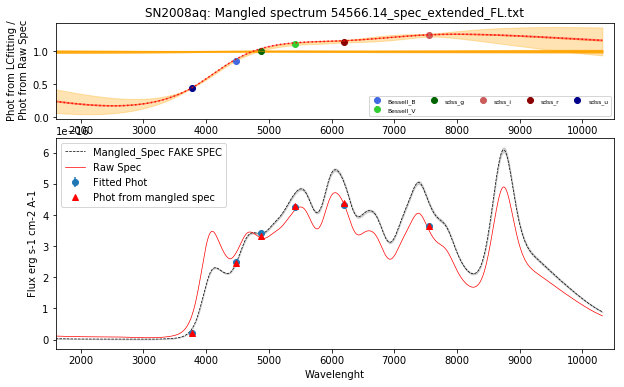 SN2008aq: Mangled spectrum 54566.14_spec_extended_FL.txt
Phot from LCfitting /
Phot from Raw Spec
1.0
0.5
0.0
Bessell_B
Bessell_V
sdss_g
sdss_i
sdss_r
sdss_u
2000 3000 4000 5000 6000 7000 8000 9000 10000
Mangled_Spec FAKE SPEC
Raw Spec
Fitted Phot
Phot from mangled spec
Flux erg s-1 cm-2 A-1
6
5
4
3
2
1
0
2000 3000 4000 5000 6000 7000 8000 9000 10000
Wavelenght